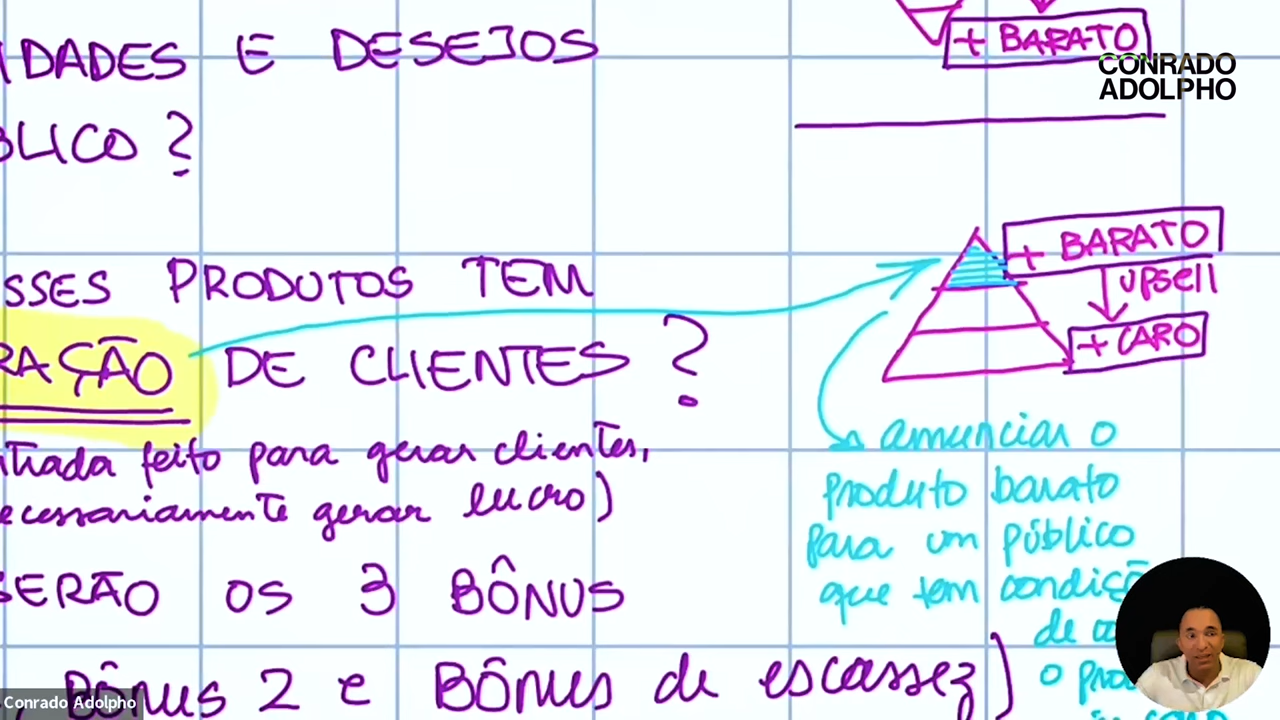 IDADES E DESEJOS
BLICO ?
SSES PRODUTOS TEM
RAÇÃO DE CLIENTES ?
feito para gerar clientes,
ecessariamente gerar lucro)
SERÃO OS 3 BÔNUS
, BÔNUS 2 e BÔNUS de escassez)
+ BARATO
CONRADO
ADOLPHO
+ BARATO
upsell
+ CARO
anunciar o
produto barato
para um público
que tem
de
o
Conrado Adolpho